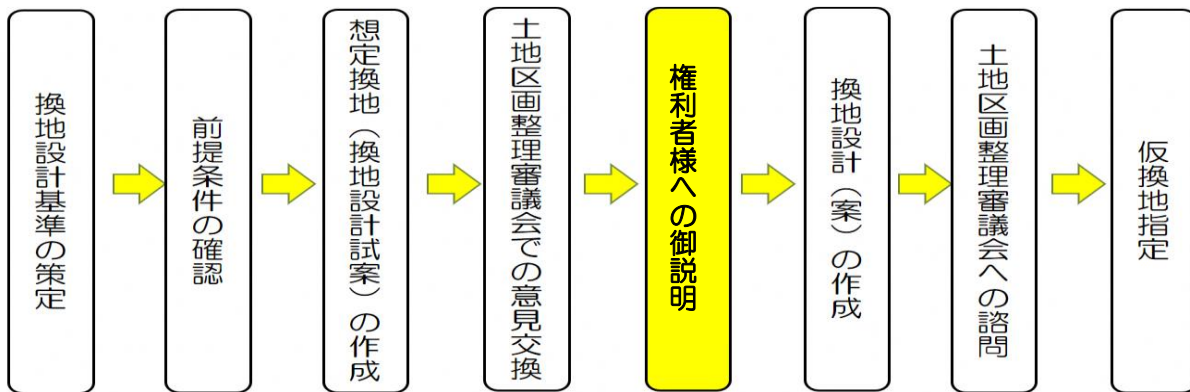 換地設計基準の策定
前提条件の確認
想定換地（換地設計試案）の作成
土地区画整理審議会での意見交換
権利者様への御説明
換地設計（案）の作成
土地区画整理審議会への諮問
仮換地指定